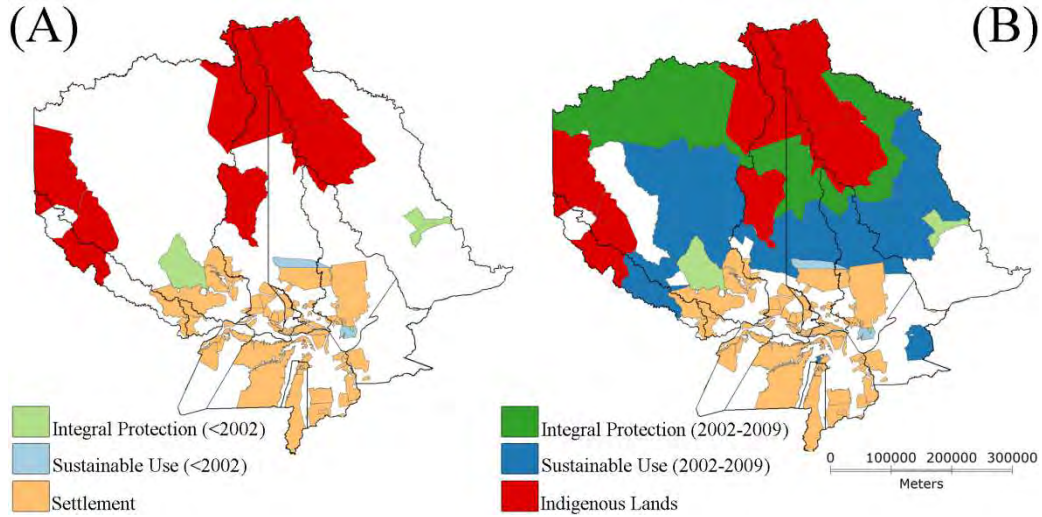 (A) (B)
Integral Protection (<2002) Integral Protection (2002-2009)
Sustainable Use (<2002) Sustainable Use (2002-2009)
0 100000 200000 300000
Meters
Settlement Indigenous Lands